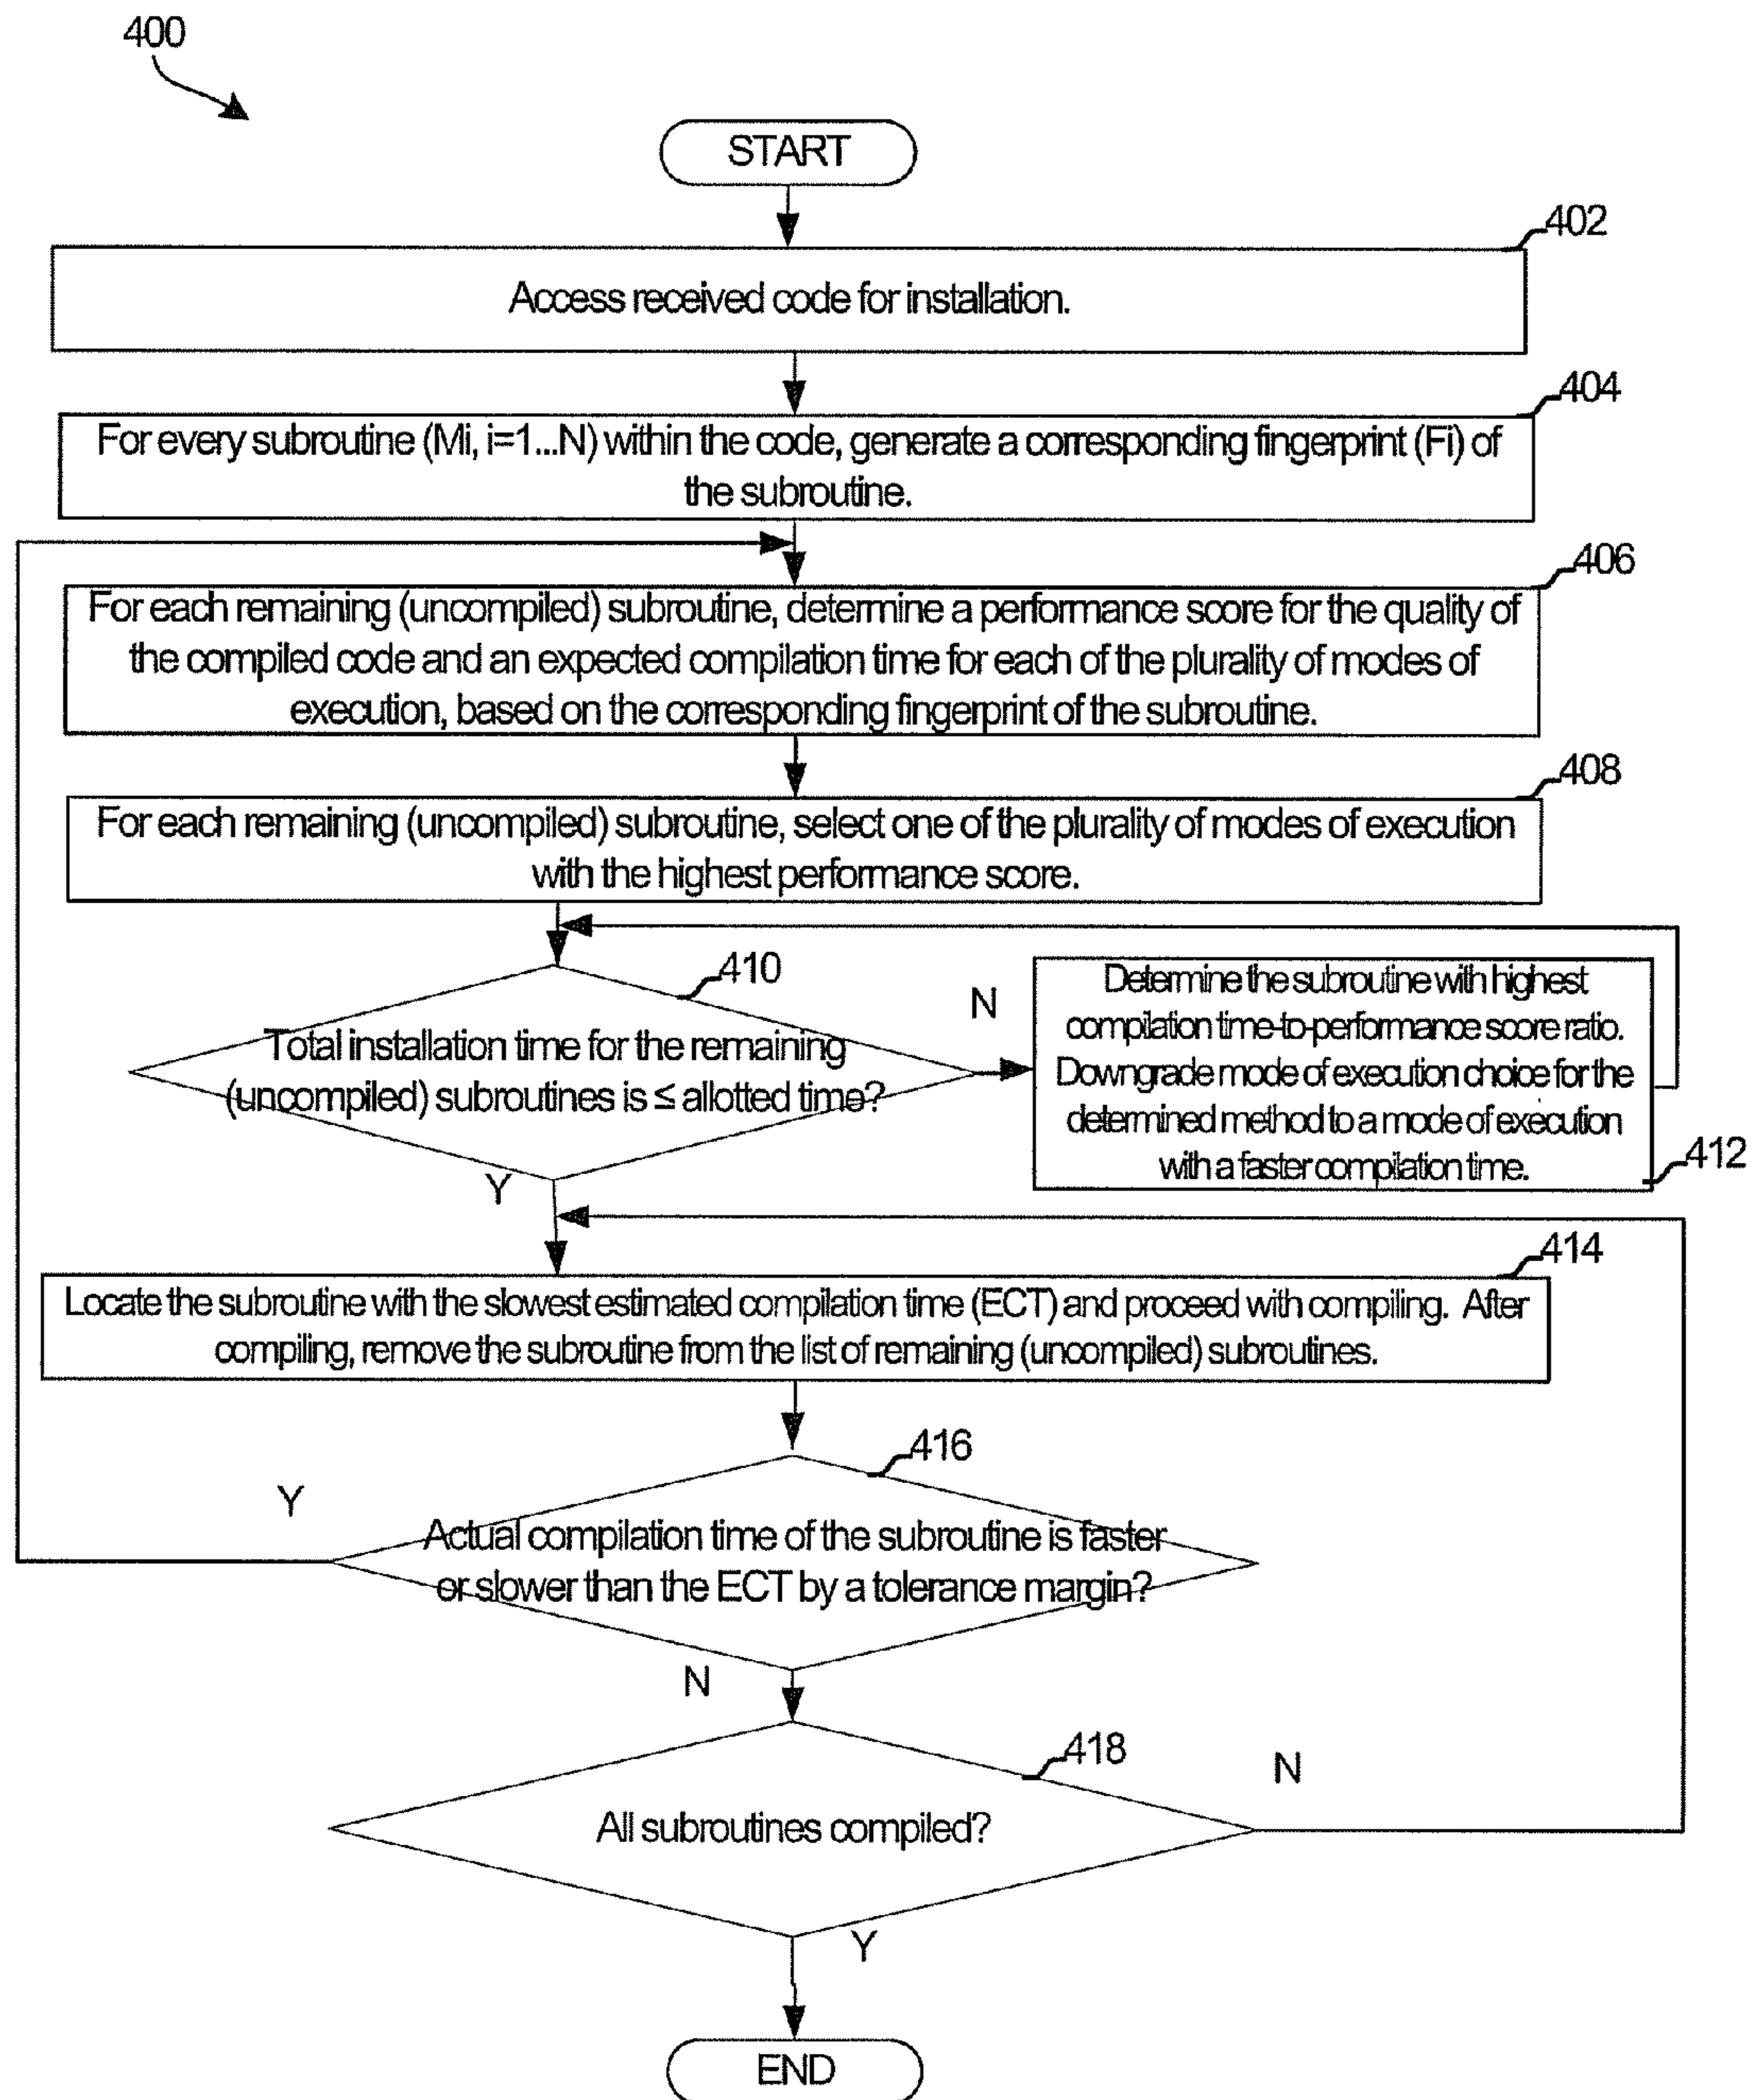 400
START
402
Access received code for installation.
404
For every subroutine (Mi, i=1...N) within the code, generate a corresponding fingerprint (Fi) of
the subroutine.
406
For each remaining (uncompiled) subroutine, determine a performance score for the quality of
the compiled code and an expected compilation time for each of the plurality of modes of
execution, based on the corresponding fingerprint of the subroutine.
408
For each remaining (uncompiled) subroutine, select one of the plurality of modes of execution
with the highest performance score.
410
Total installation time for the remaining
(uncompiled) subroutines is ≤ allotted time?
N
Determine the subroutine with highest
compilation time-to-performance score ratio.
Downgrade mode of execution choice for the
determined method to a mode of execution
with a faster compilation time.
412
Y
414
Locate the subroutine with the slowest estimated compilation time (ECT) and proceed with compiling. After
compiling, remove the subroutine from the list of remaining (uncompiled) subroutines.
416
Y
Actual compilation time of the subroutine is faster
or slower than the ECT by a tolerance margin?
N
418
N
All subroutines compiled?
Y
END